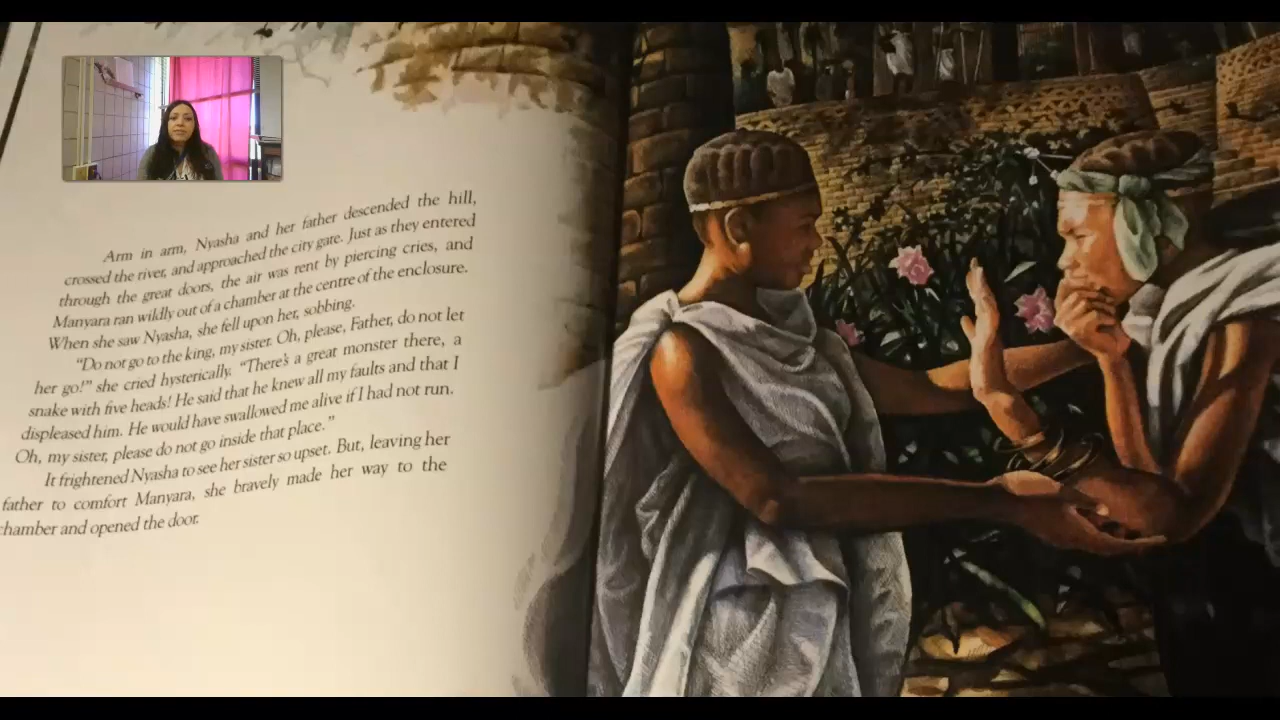 Arm in arm, Nyasha and her father descended the hill,
crossed the river, and approached the city gate. Just as they entered
through the great doors, the air was rent by piercing cries, and
Manyara ran wildly out of a chamber at the centre of the enclosure.
When she saw Nyasha, she fell upon her, sobbing.
"Do not go to the king, my sister. Oh, please, Father, do not let
her go!" she cried hysterically. "There's a great monster there, a
snake with five heads! He said that he knew all my faults and that I
displeased him. He would have swallowed me alive if I had not run.
Oh, my sister, please do not go inside that place."
It frightened Nyasha to see her sister so upset. But, leaving her
father to comfort Manyara, she bravely made her way to the
chamber and opened the door.